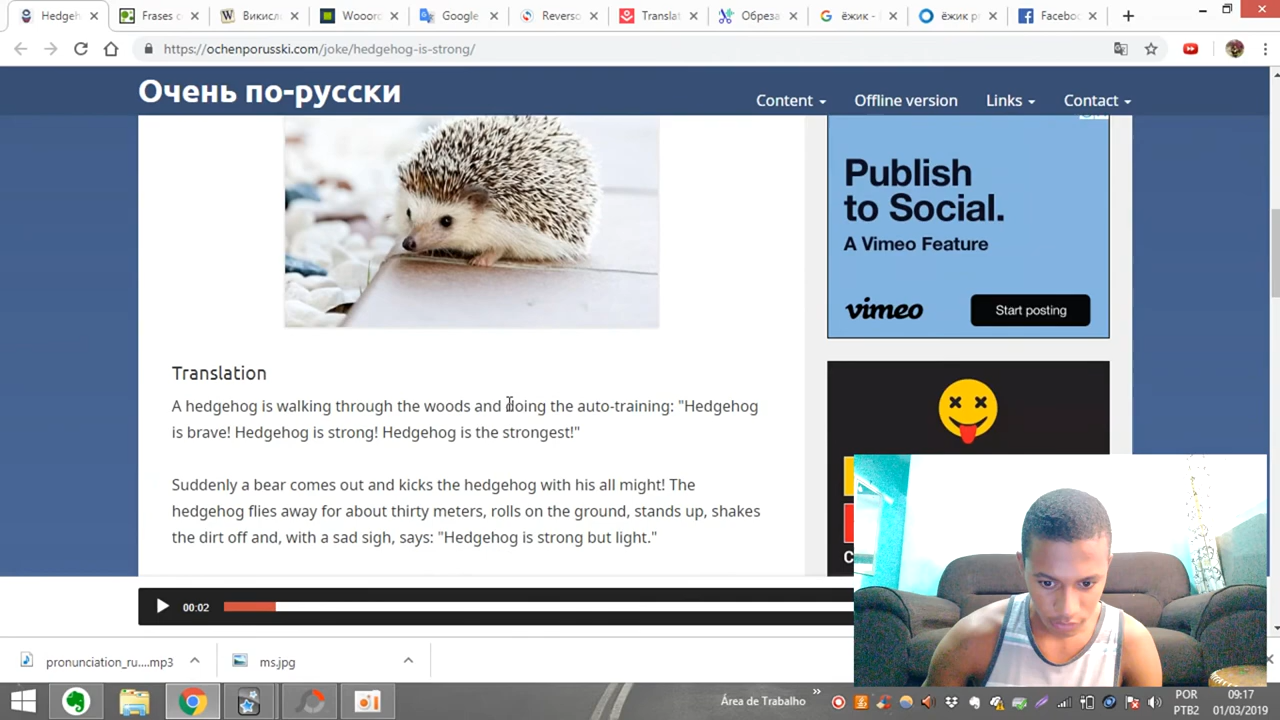 Hedgeh
Frases c
Викисл
Wooord
Google
Reverso
Translat
Обреза
ёжик -
ёжик pr
Faceboo
https://ochenporusski.com/joke/hedgehog-is-strong/
Очень по-русски
Content
Offline version
Links
Contact
Publish
to Social.
A Vimeo Feature
vimeo
Start posting
Translation
A hedgehog is walking through the woods and doing the auto-training: "Hedgehog
is brave! Hedgehog is strong! Hedgehog is the strongest!"
Suddenly a bear comes out and kicks the hedgehog with his all might! The
hedgehog flies away for about thirty meters, rolls on the ground, stands up, shakes
the dirt off and, with a sad sigh, says: "Hedgehog is strong but light."
00:02
pronunciation_ru....mp3
ms.jpg
Área de Trabalho
POR
PTB2
09:17
01/03/2019